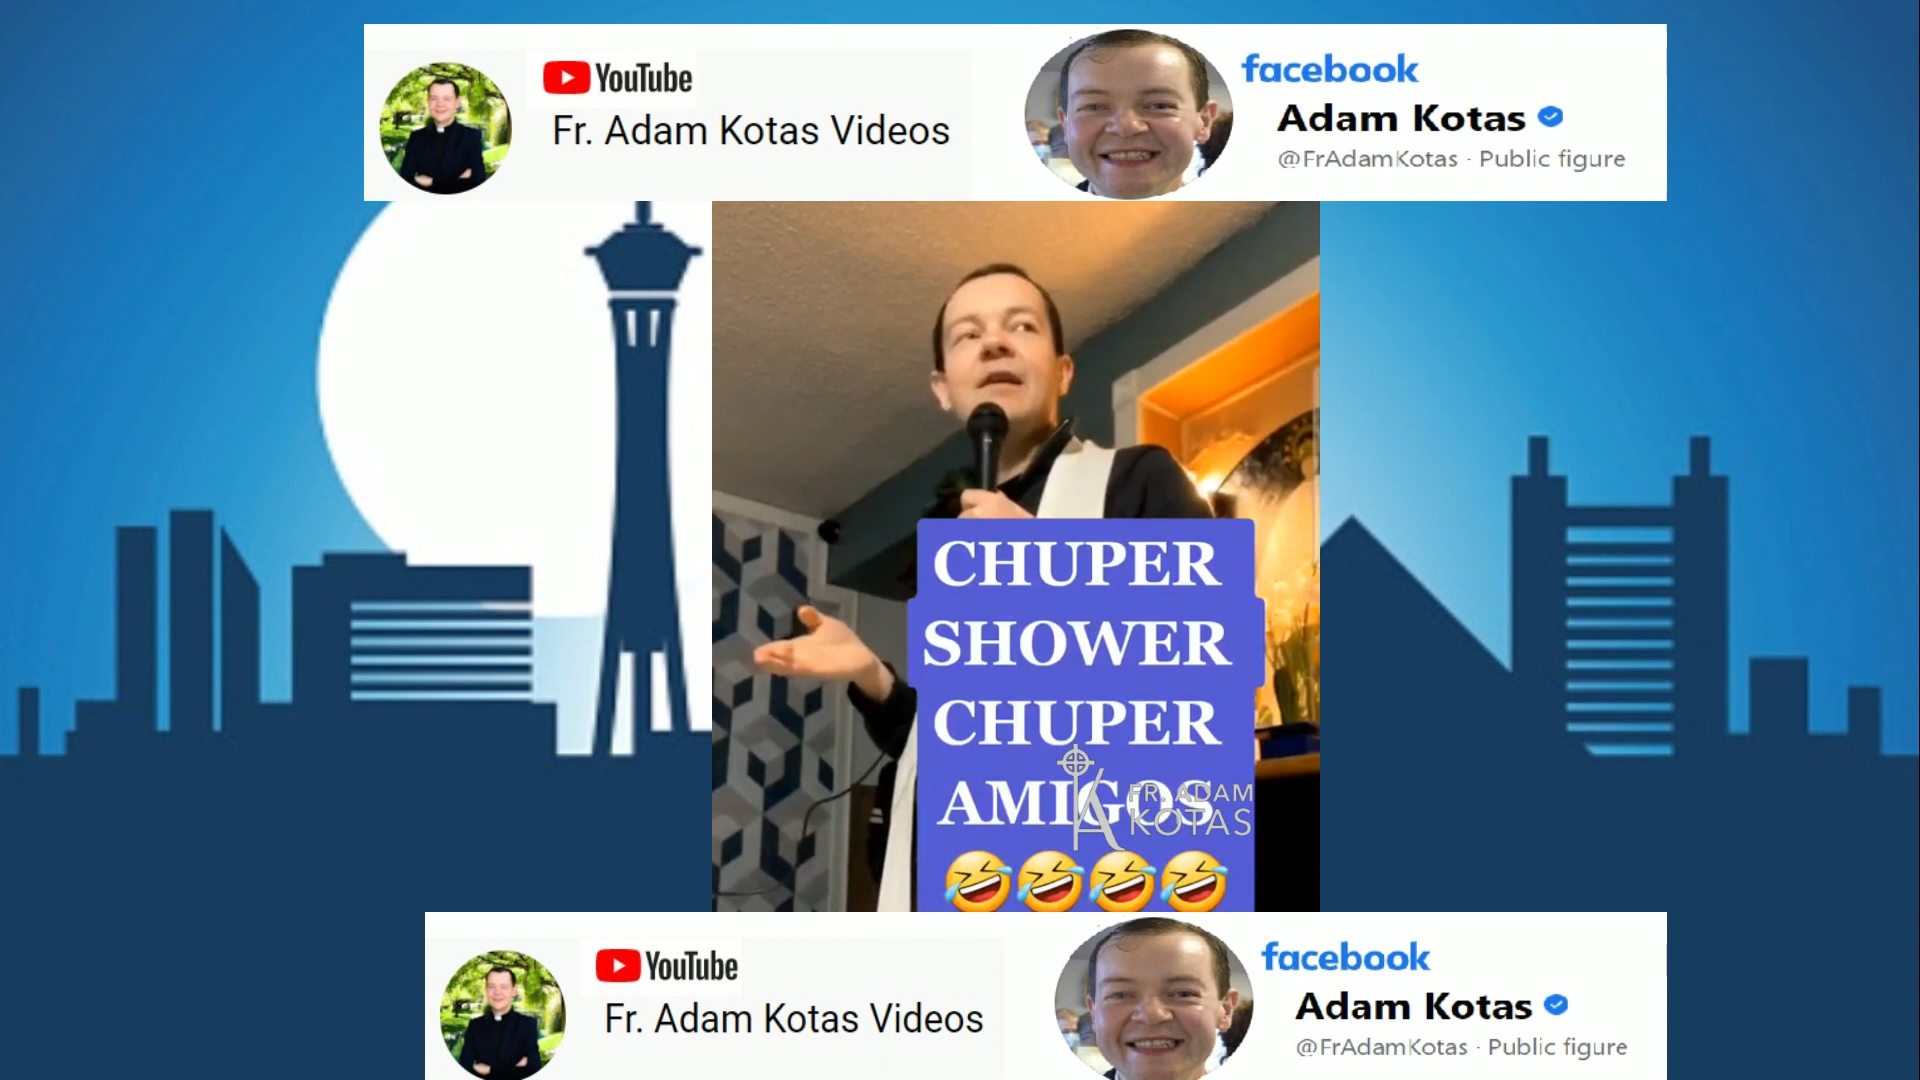 YouTube
Fr. Adam Kotas Videos
facebook
Adam Kotas
@FrAdamKotas · Public figure
CHUPER
SHOWER
CHUPER
AMIGOS
FR. ADAM
KOTAS
YouTube
Fr. Adam Kotas Videos
facebook
Adam Kotas
@FrAdamKotas · Public figure